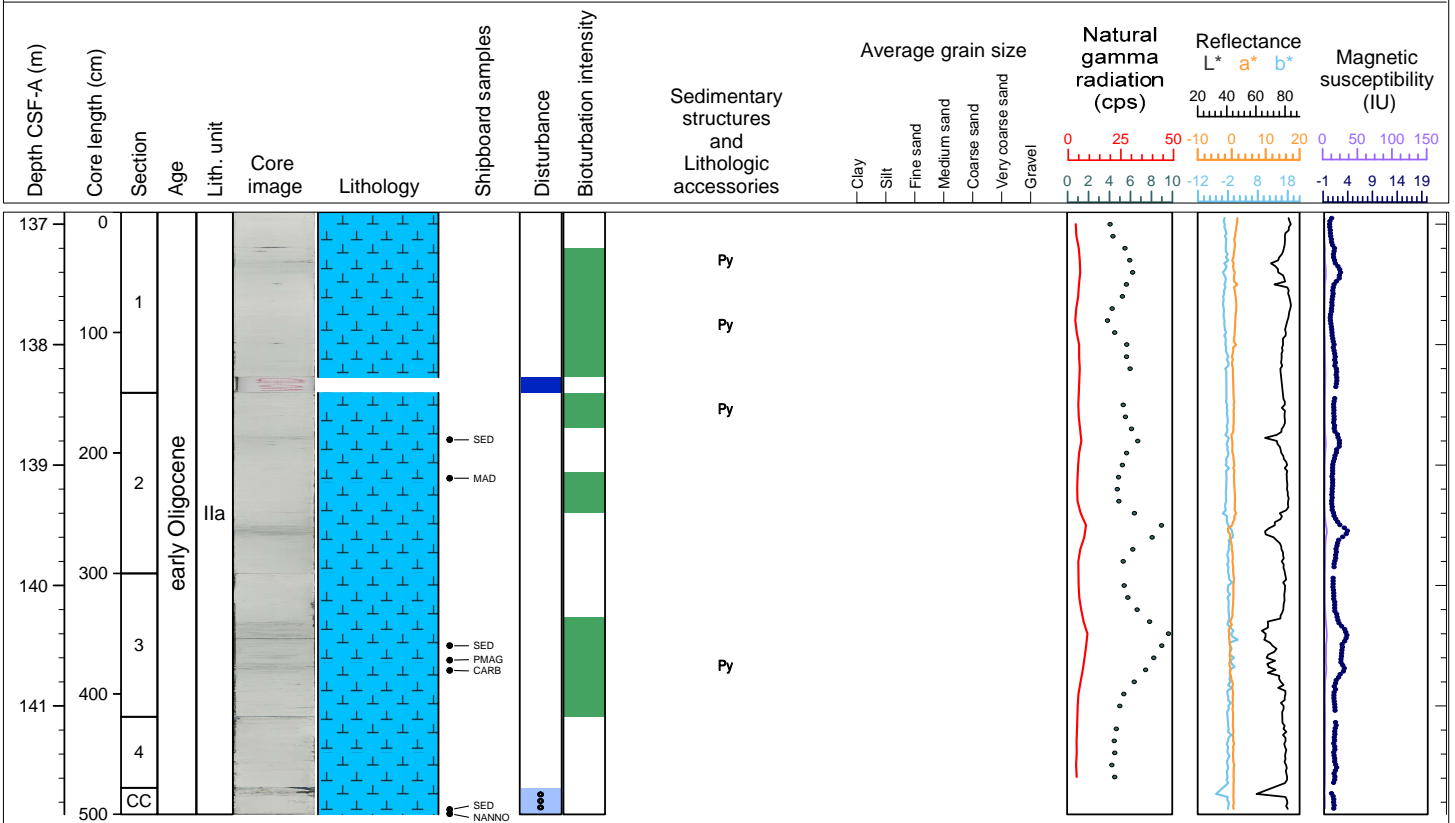 Depth CSF-A (m)
Core length (cm)
Section
Age
Lith. unit
Core
image
Lithology
Shipboard samples
Disturbance
Bioturbation intensity
Sedimentary
structures
and
Lithologic
accessories
Average grain size
Clay
Silt
Fine sand
Medium sand
Coarse sand
Very coarse sand
Gravel
Natural
gamma
radiation
(cps)
0 25 50
0 2 4 6 8 10
Reflectance
L* a* b*
20 40 60 80
-10 0 10 20
-12 -2 8 18
Magnetic
susceptibility
(IU)
0 50 100 150
-1 4 9 14 19
137
138
139
140
141
0
100
200
300
400
500
1
2
3
4
CC
early Oligocene
IIa
SED
MAD
SED
PMAG
CARB
SED
NANNO
Py
Py
Py
Py